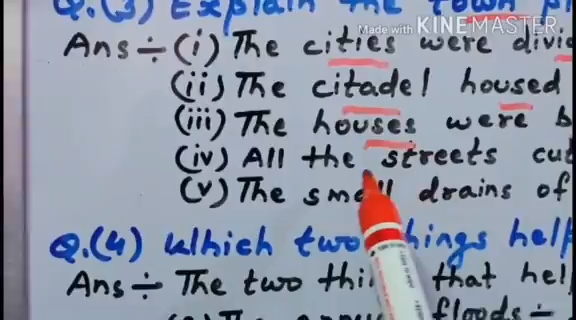 Q.(3) Explain the town
Made with KINEMASTER
Ans ÷ (i) The cities were divi
(ii) The citadel housed
(iii) The houses were b
(iv) All the streets cut
(v) The small drains of
Q.(4) Which two things help
Ans ÷ The two thi that hel
floods ÷